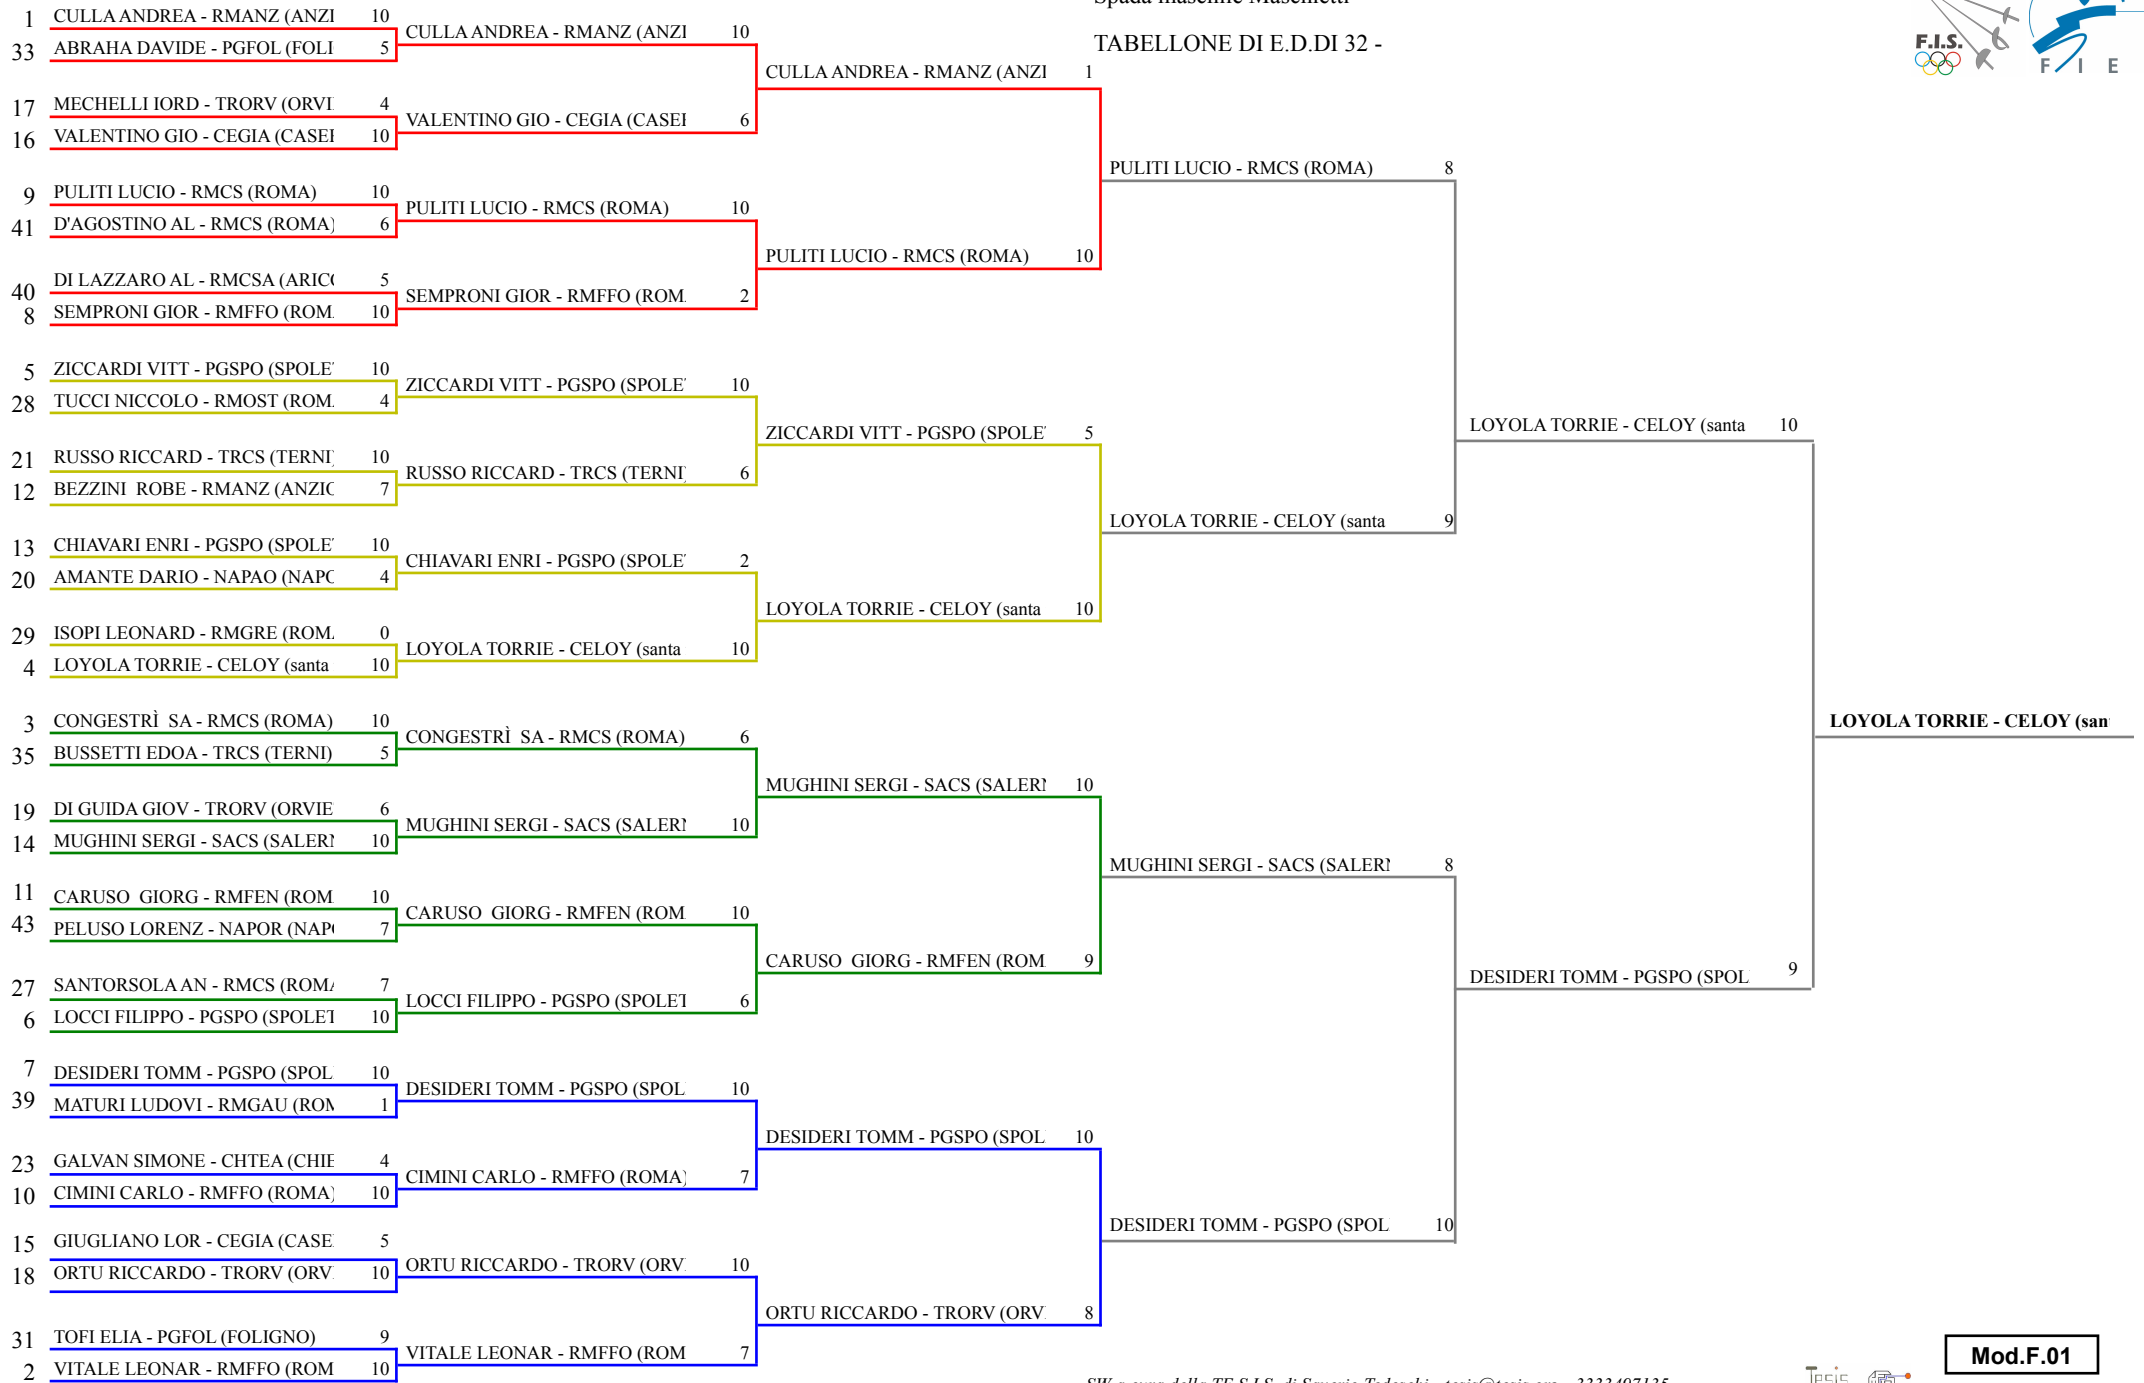 TABELLONE DI E.D.DI 32 -
F.I.S.
F I E
1 CULLA ANDREA - RMANZ (ANZI 10
33 ABRAHA DAVIDE - PGFOL (FOLI 5
17 MECHELLI IORD - TRORV (ORVI 4
16 VALENTINO GIO - CEGIA (CASEI 10
9 PULITI LUCIO - RMCS (ROMA) 10
41 D'AGOSTINO AL - RMCS (ROMA) 6
40 DI LAZZARO AL - RMCSA (ARIC 5
8 SEMPRONI GIOR - RMFFO (ROM 10
5 ZICCARDI VITT - PGSPO (SPOLE 10
28 TUCCI NICCOLO - RMOST (ROM 4
21 RUSSO RICCARD - TRCS (TERNI) 10
12 BEZZINI ROBE - RMANZ (ANZIO 7
13 CHIAVARI ENRI - PGSPO (SPOLE 10
20 AMANTE DARIO - NAPAO (NAPO 4
29 ISOPI LEONARD - RMGRE (ROM 0
4 LOYOLA TORRIE - CELOY (santa 10
3 CONGESTRÌ SA - RMCS (ROMA) 10
35 BUSSETTI EDOA - TRCS (TERNI) 5
19 DI GUIDA GIOV - TRORV (ORVIE 6
14 MUGHINI SERGI - SACS (SALERN 10
11 CARUSO GIORG - RMFEN (ROM 10
43 PELUSO LORENZ - NAPOR (NAP 7
27 SANTORSOLA AN - RMCS (ROMA 7
6 LOCCI FILIPPO - PGSPO (SPOLET 10
7 DESIDERI TOMM - PGSPO (SPOL 10
39 MATURI LUDOVI - RMGAU (ROM 1
23 GALVAN SIMONE - CHTEA (CHIE 4
10 CIMINI CARLO - RMFFO (ROMA) 10
15 GIUGLIANO LOR - CEGIA (CASE 5
18 ORTU RICCARDO - TRORV (ORV 10
31 TOFI ELIA - PGFOL (FOLIGNO) 9
2 VITALE LEONAR - RMFFO (ROM 10
CULLA ANDREA - RMANZ (ANZI 10
VALENTINO GIO - CEGIA (CASEI 6
PULITI LUCIO - RMCS (ROMA) 10
SEMPRONI GIOR - RMFFO (ROM 2
ZICCARDI VITT - PGSPO (SPOLE 10
RUSSO RICCARD - TRCS (TERNI) 6
CHIAVARI ENRI - PGSPO (SPOLE 2
LOYOLA TORRIE - CELOY (santa 10
CONGESTRÌ SA - RMCS (ROMA) 6
MUGHINI SERGI - SACS (SALERN 10
CARUSO GIORG - RMFEN (ROM 10
LOCCI FILIPPO - PGSPO (SPOLET 6
DESIDERI TOMM - PGSPO (SPOL 10
CIMINI CARLO - RMFFO (ROMA) 7
ORTU RICCARDO - TRORV (ORV 10
VITALE LEONAR - RMFFO (ROM 7
CULLA ANDREA - RMANZ (ANZI 1
PULITI LUCIO - RMCS (ROMA) 10
ZICCARDI VITT - PGSPO (SPOLE 5
LOYOLA TORRIE - CELOY (santa 10
MUGHINI SERGI - SACS (SALERN 10
CARUSO GIORG - RMFEN (ROM 9
DESIDERI TOMM - PGSPO (SPOL 10
ORTU RICCARDO - TRORV (ORV 8
PULITI LUCIO - RMCS (ROMA) 8
LOYOLA TORRIE - CELOY (santa 9
MUGHINI SERGI - SACS (SALERN 8
DESIDERI TOMM - PGSPO (SPOL 10
LOYOLA TORRIE - CELOY (santa 10
DESIDERI TOMM - PGSPO (SPOL 9
LOYOLA TORRIE - CELOY (san
Mod.F.01